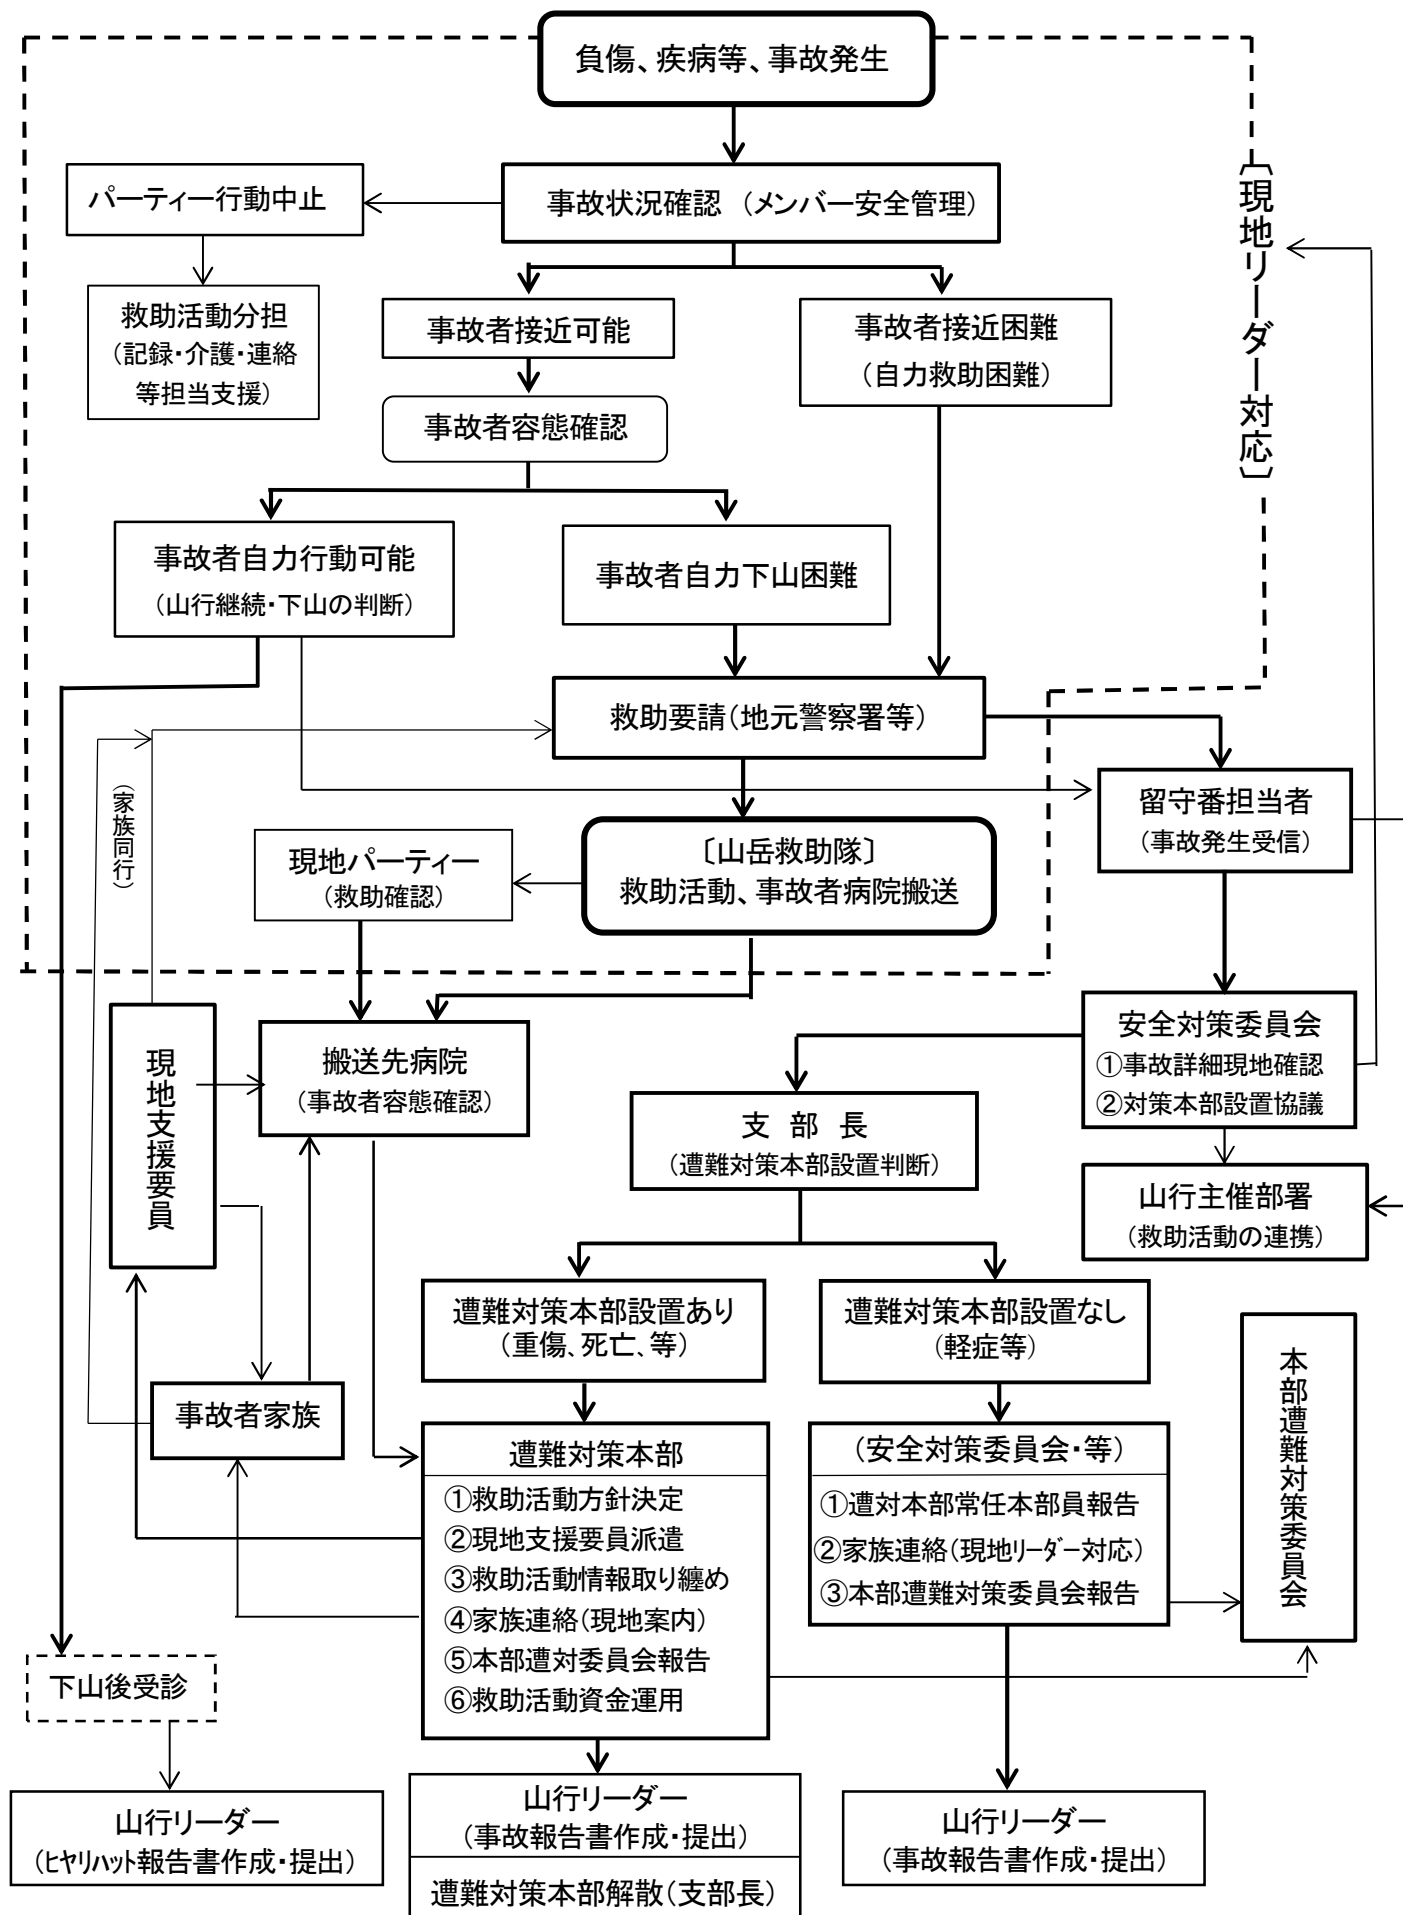 負傷、疾病等、事故発生
パーティー行動中止
事故状況確認 (メンバー安全管理)
〔現地リーダー対応〕
救助活動分担
(記録・介護・連絡
等担当支援)
事故者接近可能
事故者接近困難
(自力救助困難)
事故者容態確認
事故者自力行動可能
(山行継続・下山の判断)
事故者自力下山困難
救助要請(地元警察署等)
(家族同行)
留守番担当者
(事故発生受信)
現地パーティー
(救助確認)
〔山岳救助隊〕
救助活動、事故者病院搬送
現地支援要員
搬送先病院
(事故者容態確認)
安全対策委員会
①事故詳細現地確認
②対策本部設置協議
支 部 長
(遭難対策本部設置判断)
山行主催部署
(救助活動の連携)
遭難対策本部設置あり
(重傷、死亡、等)
遭難対策本部設置なし
(軽症等)
本部遭難対策委員会
事故者家族
遭難対策本部
①救助活動方針決定
②現地支援要員派遣
③救助活動情報取り纏め
④家族連絡(現地案内)
⑤本部遭対委員会報告
⑥救助活動資金運用
(安全対策委員会・等)
①遭対本部常任本部員報告
②家族連絡(現地ﾘｰﾀﾞｰ対応)
③本部遭難対策委員会報告
下山後受診
山行リーダー
(ﾋﾔﾘﾊｯﾄ報告書作成・提出)
山行リーダー
(事故報告書作成・提出)
遭難対策本部解散(支部長)
山行リーダー
(事故報告書作成・提出)